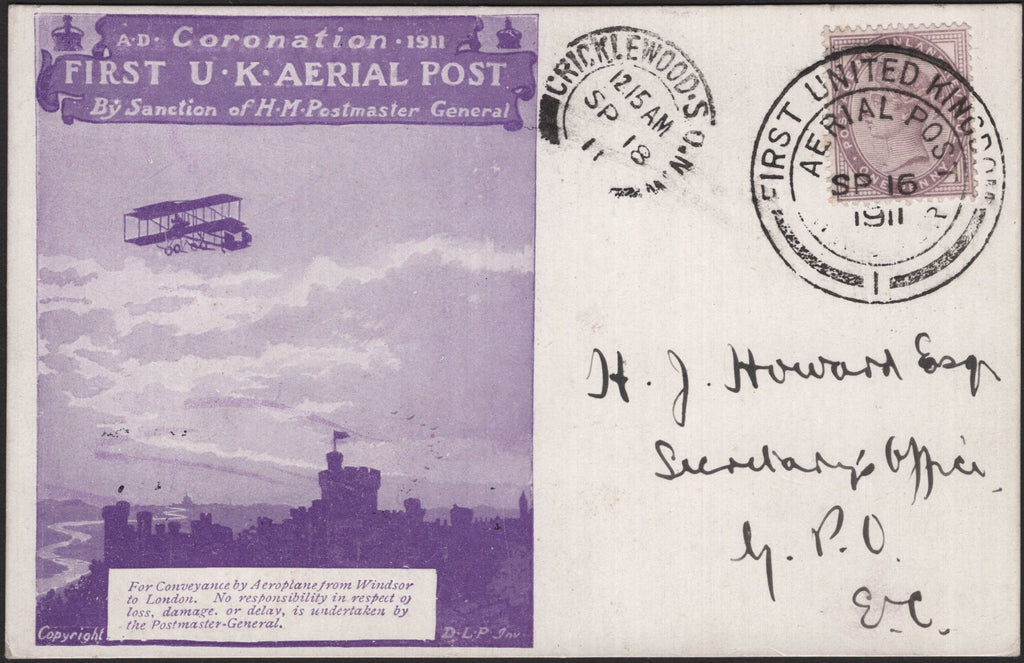 A·D· Coronation · 1911
FIRST U·K·AERIAL POST
By Sanction of H·M·Postmaster General
CRICKLEWOOD·S.O. N.W.
12.15 AM
SP 18
11
FIRST UNITED KINGDOM
AERIAL POST
SP 16
1911
1
H. J. Howard Esqr
Secretary's Office
G. P. O.
E.C.
For Conveyance by Aeroplane from Windsor
to London. No responsibility in respect of
loss, damage, or delay, is undertaken by
the Postmaster-General.
Copyright
D·L·P Inv